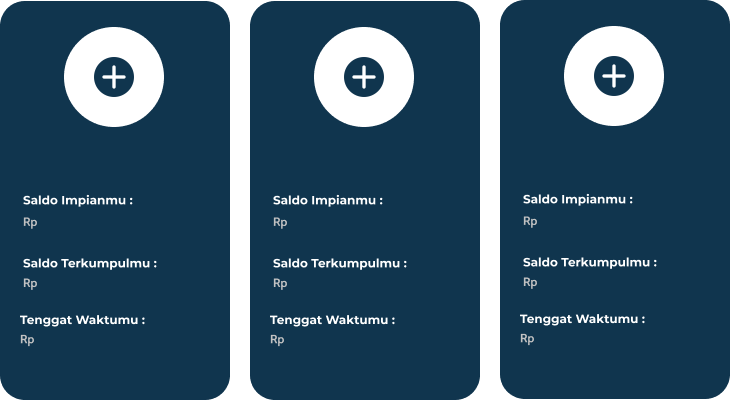 Saldo Impianmu :
Rp
Saldo Terkumpulmu :
Rp
Tenggat Waktumu :
Rp
Saldo Impianmu :
Rp
Saldo Terkumpulmu :
Rp
Tenggat Waktumu :
Rp
Saldo Impianmu :
Rp
Saldo Terkumpulmu :
Rp
Tenggat Waktumu :
Rp